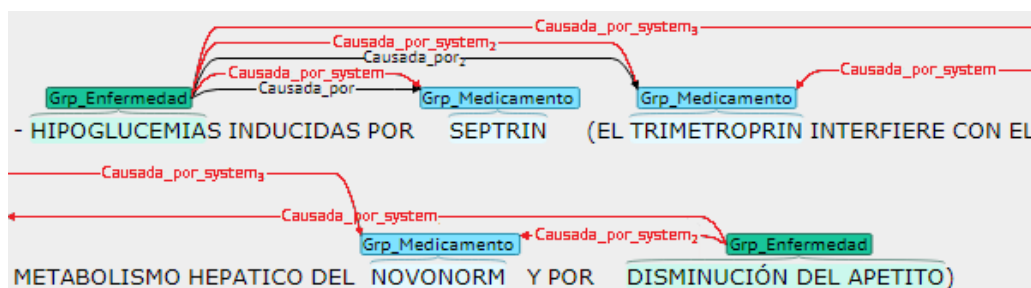 Causada_por_system₃
Causada_por_system₂
Causada_por₂
Causada_por_system Causada_por_system
Causada_por
Grp_Enfermedad Grp_Medicamento Grp_Medicamento
- HIPOGLUCEMIAS INDUCIDAS POR SEPTRIN (EL TRIMETROPRIN INTERFIERE CON EL
Causada_por_system₃
Causada_por_system
Causada_por_system₂
Grp_Medicamento Grp_Enfermedad
METABOLISMO HEPATICO DEL NOVONORM Y POR DISMINUCIÓN DEL APETITO)